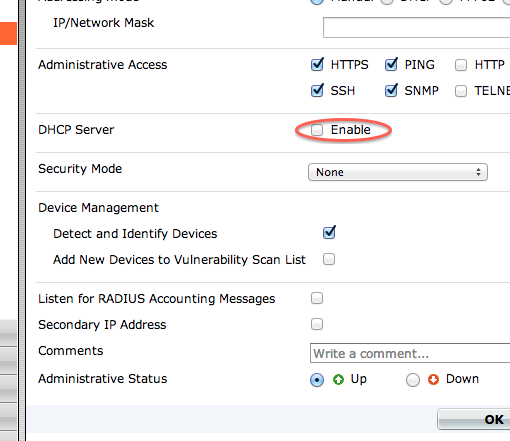 IP/Network Mask
Administrative Access HTTPS PING HTTP
SSH SNMP TELNE
DHCP Server Enable
Security Mode None
Device Management
Detect and Identify Devices
Add New Devices to Vulnerability Scan List
Listen for RADIUS Accounting Messages
Secondary IP Address
Comments Write a comment...
Administrative Status Up Down
OK